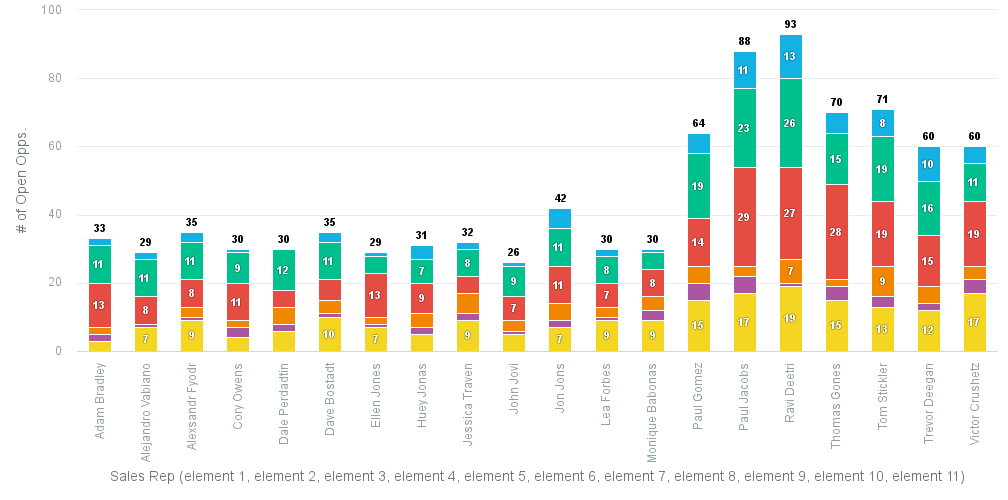 100
80
60
40
20
0
# of Open Opps.
33 29 35 30 30 35 29 31 32 26 42 30 30 64 88 93 70 71 60 60
11 13
11 8 7
11 8 9
9 11
12
11 10
13 7
7 9
8 9
9 7
11 11 7
8 7 9
8 9
19 14 15
11 23 29 17
13 26 27 7 19
15 28 15
8 19 19 9 13
10 16 15 12
11 19 17
Adam Bradley
Alejandro Vabiano
Alexsandr Fyodr
Cory Owens
Dale Perdadtin
Dave Bostadt
Ellen Jones
Huey Jonas
Jessica Traven
John Jovi
Jon Jons
Lea Forbes
Monique Babonas
Paul Gomez
Paul Jacobs
Ravi Deetri
Thomas Gones
Tom Stickler
Trevor Deegan
Victor Crushetz
Sales Rep (element 1, element 2, element 3, element 4, element 5, element 6, element 7, element 8, element 9, element 10, element 11)